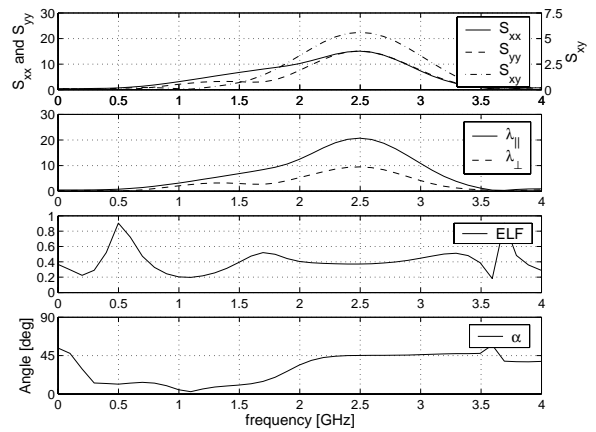 S_xx and S_yy
30
20
10
0
0 0.5 1 1.5 2 2.5 3 3.5 4
7.5
5
2.5
0
S_xy
S_xx
S_yy
S_xy
30
20
10
0
0 0.5 1 1.5 2 2.5 3 3.5 4
λ_||
λ_⊥
1
0.8
0.6
0.4
0.2
0
0 0.5 1 1.5 2 2.5 3 3.5 4
ELF
Angle [deg]
90
45
0
0 0.5 1 1.5 2 2.5 3 3.5 4
α
frequency [GHz]